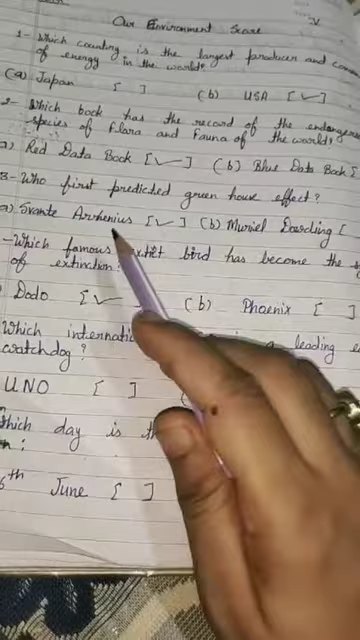 Our Environment Score
V
1- Which counting is the largest producer and
of energy in the world?
(a) Japan [ ] (b) USA [✓]
2- Which book has the record of the endangered
species of Flora and Fauna of the world?
a) Red Data Book [✓] (b) Blue Data Book [
3- Who first predicted green house effect?
a) Svante Arrhenius [✓] (b) Muriel Dearling [
- Which famous bird has become the
of extinction?
Dodo [✓] (b) Phoenix [ ]
Which a leading
watchdog?
UNO [ ]
which day is
6th June [ ]